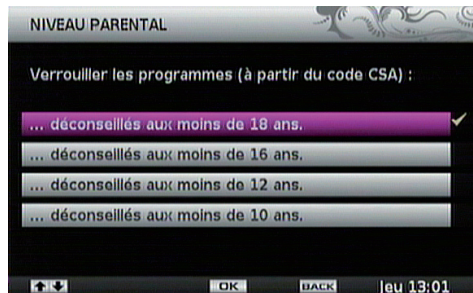 NIVEAU PARENTAL
Verrouiller les programmes (à partir du code CSA) :
... déconseillés aux moins de 18 ans.
... déconseillés aux moins de 16 ans.
... déconseillés aux moins de 12 ans.
... déconseillés aux moins de 10 ans.
OK BACK Jeu 13:01